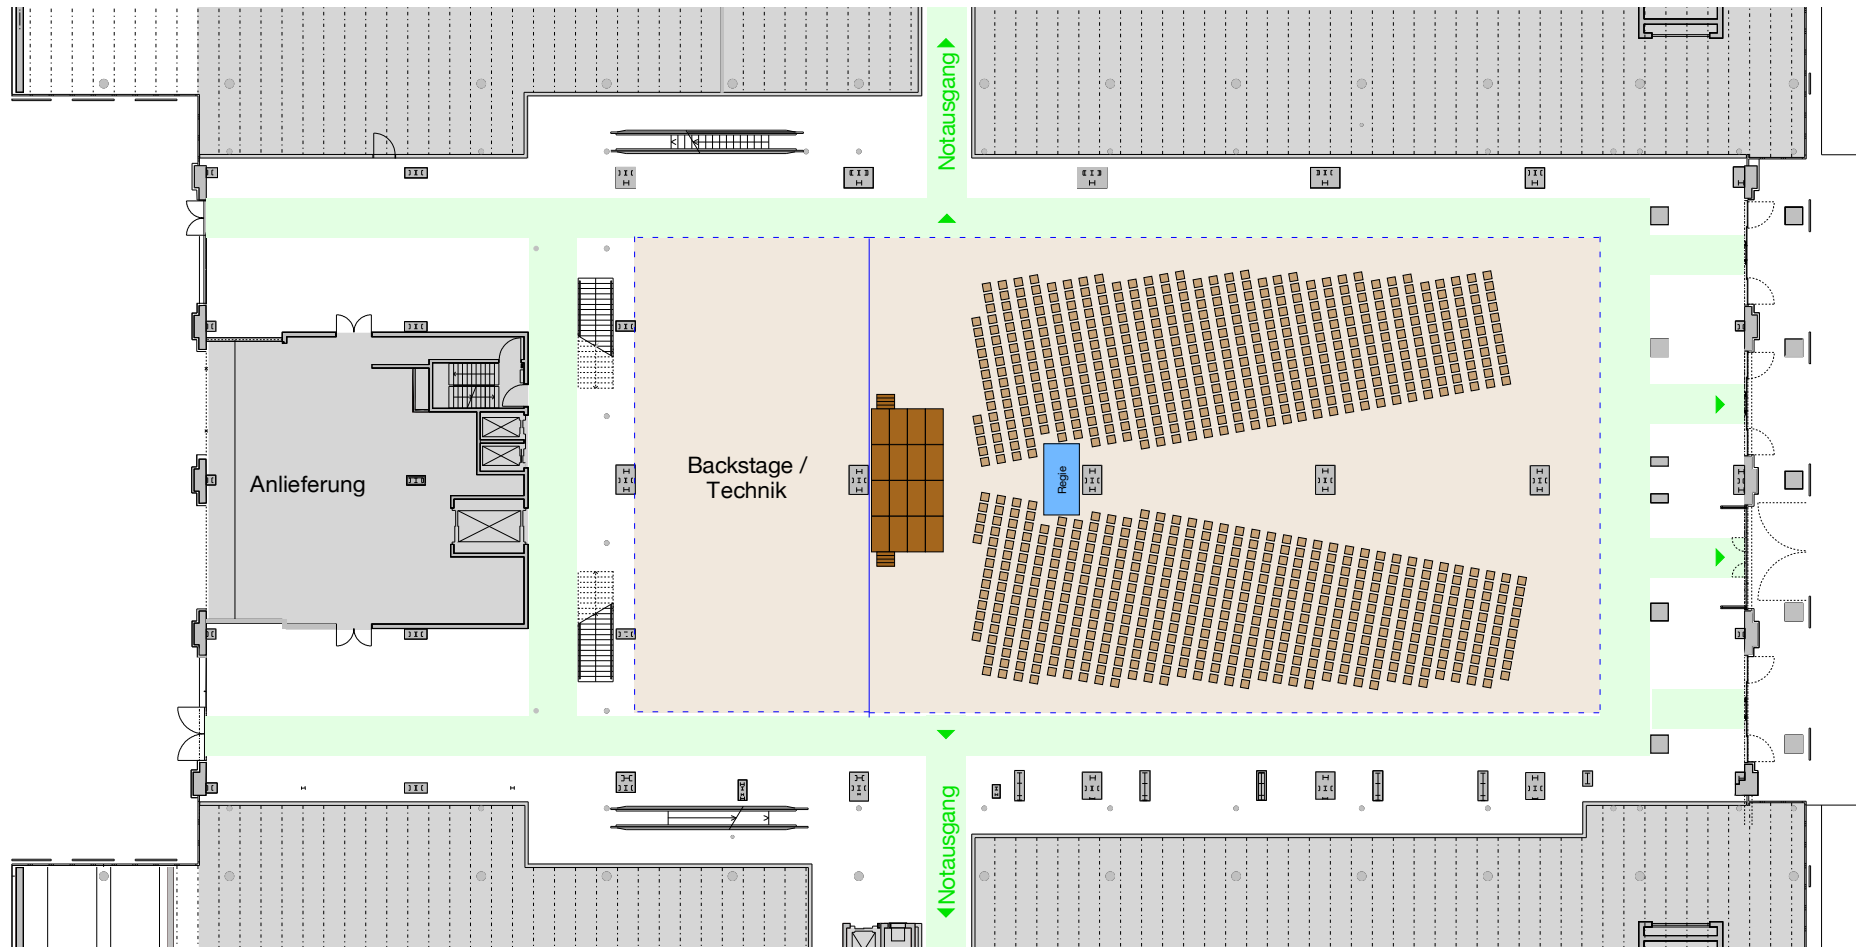 Notausgang
Anlieferung
Backstage /
Technik
Regie
Notausgang